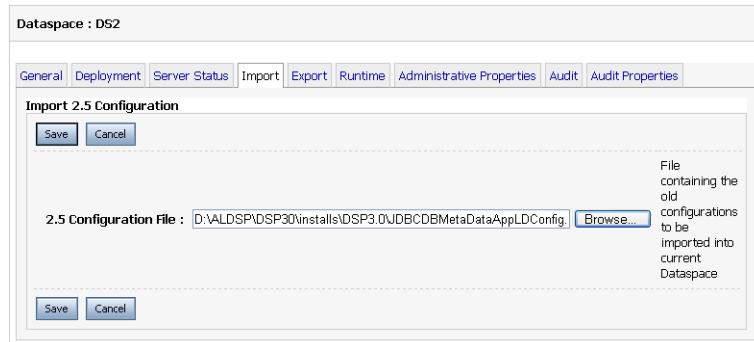 Dataspace : DS2
General Deployment Server Status Import Export Runtime Administrative Properties Audit Audit Properties
Import 2.5 Configuration
Save Cancel
2.5 Configuration File : D:\ALDSP\DSP30\installs\DSP3.0\JDBCDBMetaDataAppLDConfig. Browse...
File
containing the
old
configurations
to be
imported into
current
Dataspace
Save Cancel